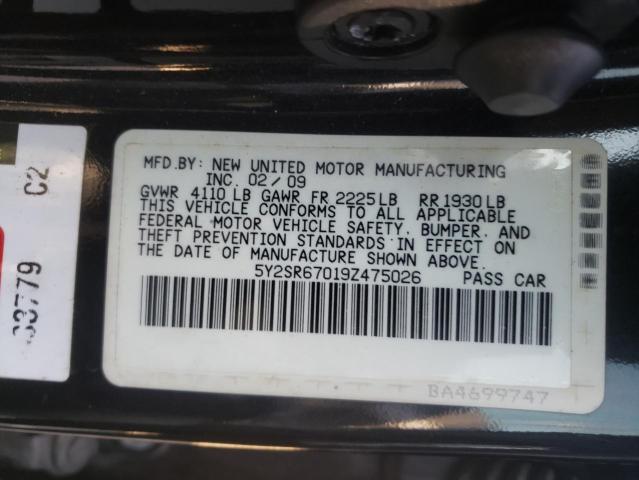 MFD.BY: NEW UNITED MOTOR MANUFACTURING
INC. 02/09
GVWR 4110 LB GAWR FR 2225 LB RR 1930 LB
THIS VEHICLE CONFORMS TO ALL APPLICABLE
FEDERAL MOTOR VEHICLE SAFETY, BUMPER, AND
THEFT PREVENTION STANDARDS IN EFFECT ON
THE DATE OF MANUFACTURE SHOWN ABOVE.
5Y2SR67019Z475026 PASS CAR
BA4699747
C2